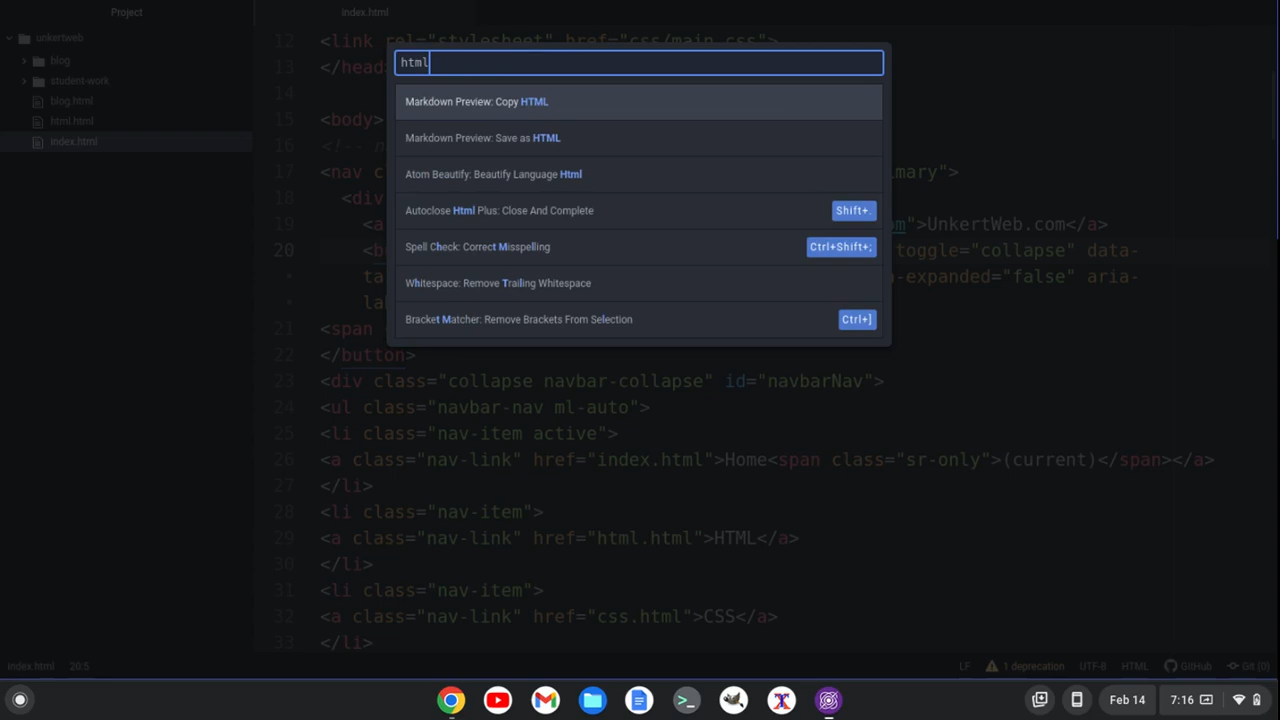 Project
index.html
unkertweb
blog
student-work
blog.html
html.html
index.html
html
Markdown Preview: Copy HTML
Markdown Preview: Save as HTML
Atom Beautify: Beautify Language Html
Autoclose Html Plus: Close And Complete Shift+.
Spell Check: Correct Misspelling Ctrl+Shift+;
Whitespace: Remove Trailing Whitespace
Bracket Matcher: Remove Brackets From Selection Ctrl+]
12 <link rel="stylesheet" href="css/main.css">
13 </head>
14
15 <body>
16 <!-- n
17 <nav c mary">
18 <div
19 <a om">UnkertWeb.com</a>
20 <b toggle="collapse" data-
ta a-expanded="false" aria-
la
21 <span
22 </button>
23 <div class="collapse navbar-collapse" id="navbarNav">
24 <ul class="navbar-nav ml-auto">
25 <li class="nav-item active">
26 <a class="nav-link" href="index.html">Home<span class="sr-only">(current)</span></a>
27 </li>
28 <li class="nav-item">
29 <a class="nav-link" href="html.html">HTML</a>
30 </li>
31 <li class="nav-item">
32 <a class="nav-link" href="css.html">CSS</a>
33 </li>
index.html 20:5 LF 1 deprecation UTF-8 HTML GitHub Git (0)
Feb 14 7:16